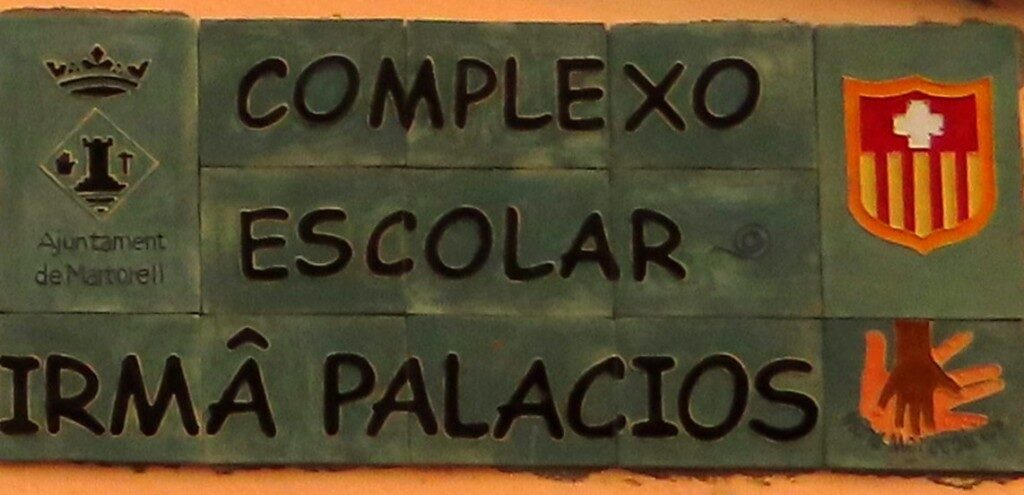 COMPLEXO
ESCOLAR
IRMÂ PALACIOS
Ajuntament
de Martorell